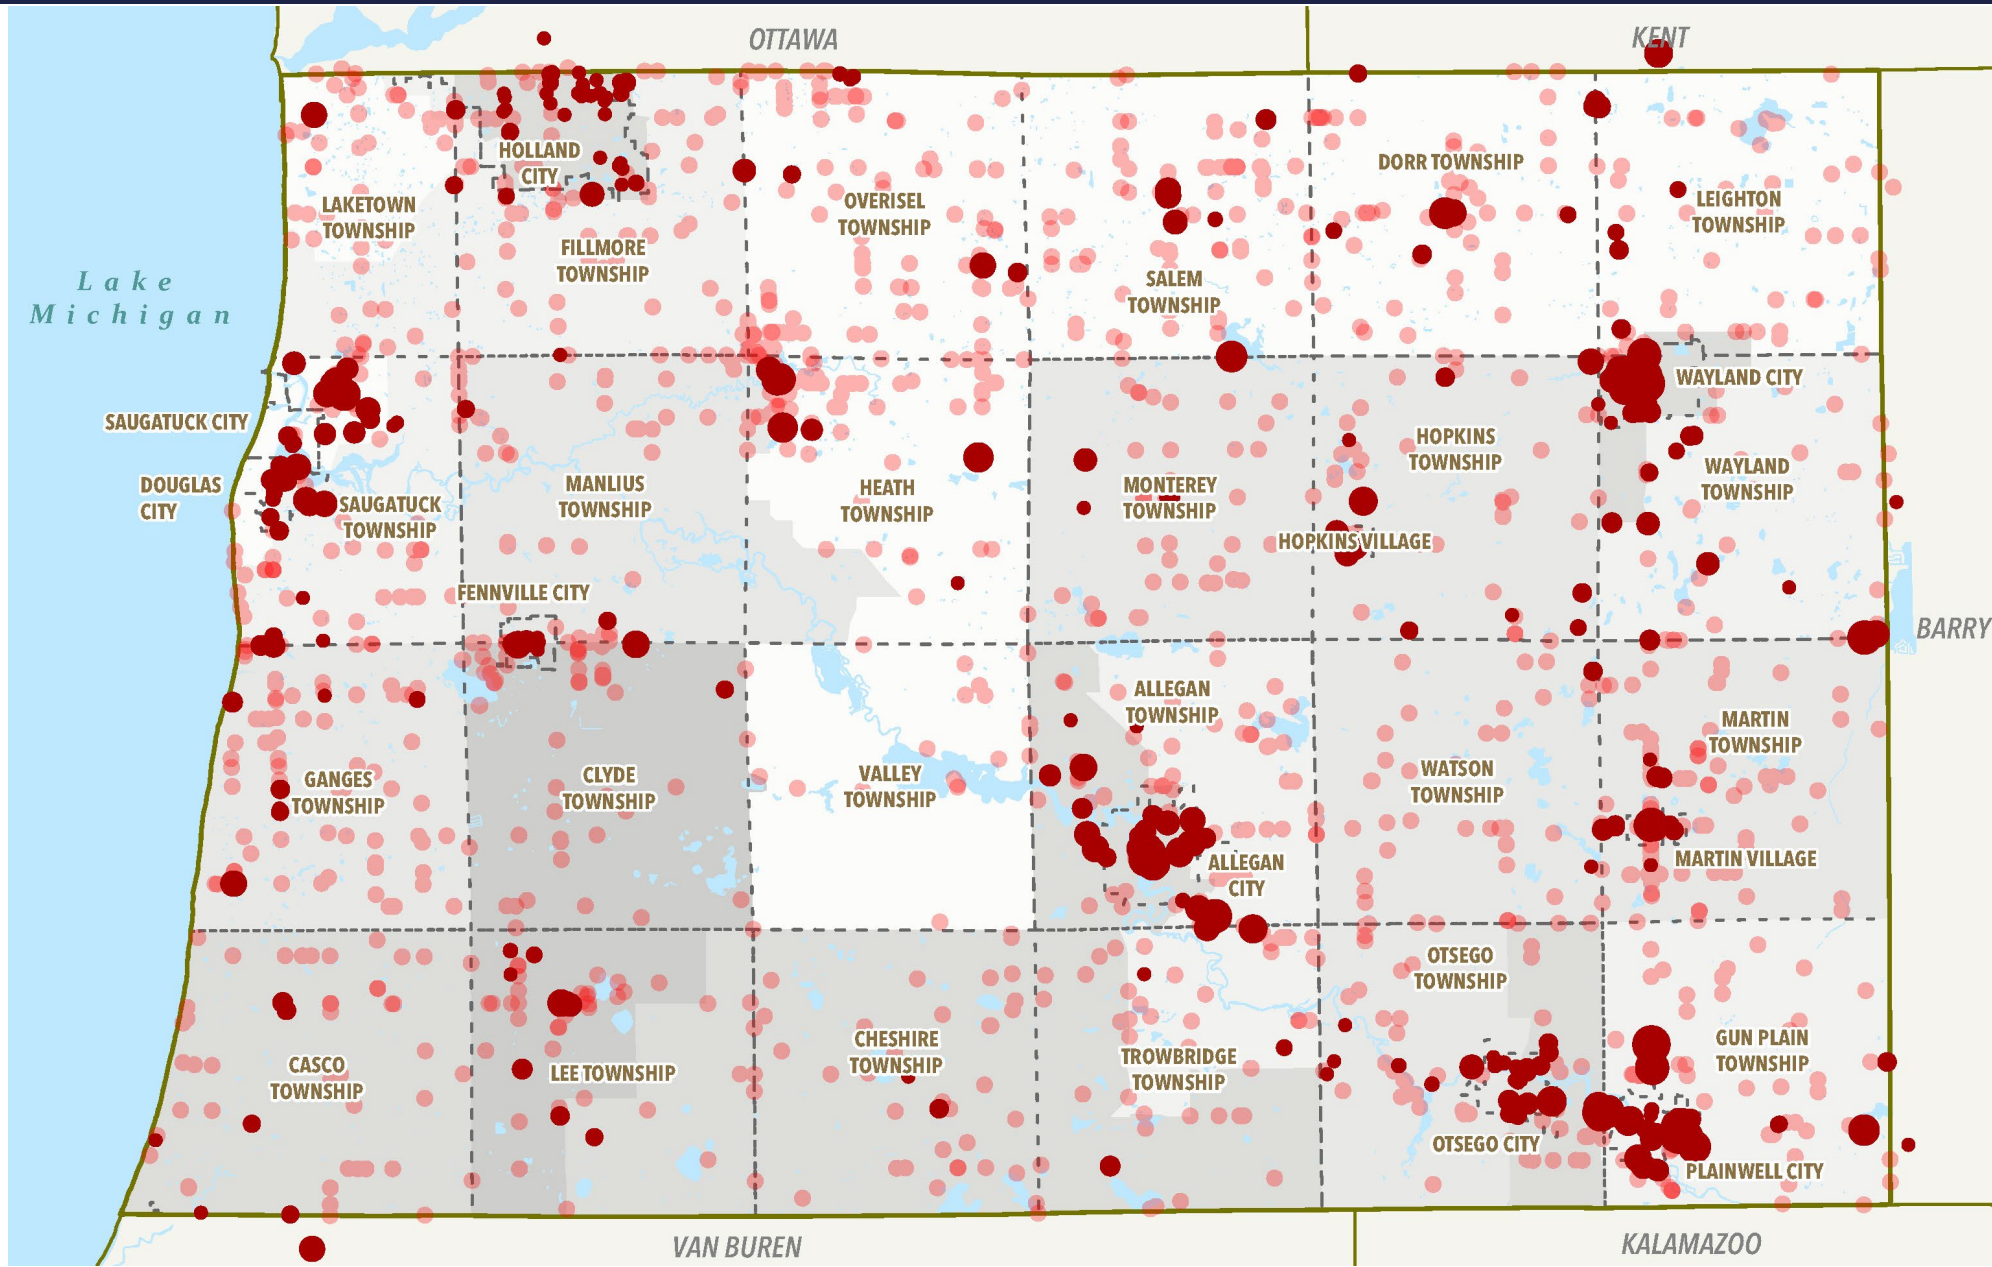 OTTAWA
KENT
HOLLAND
CITY
DORR TOWNSHIP
LAKETOWN
TOWNSHIP
OVERISEL
TOWNSHIP
LEIGHTON
TOWNSHIP
FILLMORE
TOWNSHIP
SALEM
TOWNSHIP
Lake
Michigan
WAYLAND CITY
SAUGATUCK CITY
HOPKINS
TOWNSHIP
WAYLAND
TOWNSHIP
DOUGLAS
CITY
SAUGATUCK
TOWNSHIP
MANLIUS
TOWNSHIP
HEATH
TOWNSHIP
MONTEREY
TOWNSHIP
HOPKINS VILLAGE
FENNVILLE CITY
BARRY
ALLEGAN
TOWNSHIP
MARTIN
TOWNSHIP
GANGES
TOWNSHIP
CLYDE
TOWNSHIP
VALLEY
TOWNSHIP
WATSON
TOWNSHIP
MARTIN VILLAGE
ALLEGAN
CITY
OTSEGO
TOWNSHIP
CASCO
TOWNSHIP
LEE TOWNSHIP
CHESHIRE
TOWNSHIP
TROWBRIDGE
TOWNSHIP
GUN PLAIN
TOWNSHIP
OTSEGO CITY
PLAINWELL CITY
VAN BUREN
KALAMAZOO